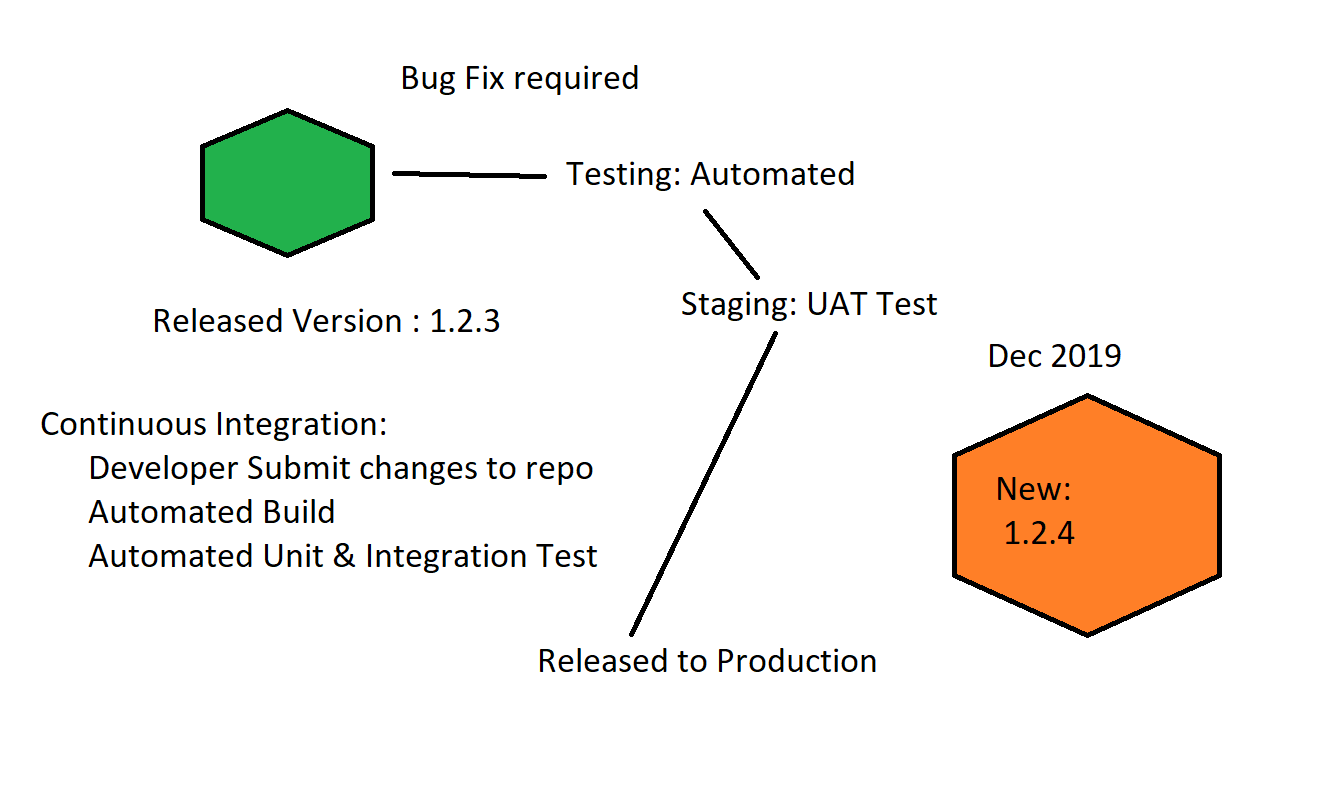 Bug Fix required
Testing: Automated
Staging: UAT Test
Released Version : 1.2.3
Dec 2019
Continuous Integration:
Developer Submit changes to repo
Automated Build
Automated Unit & Integration Test
New:
1.2.4
Released to Production